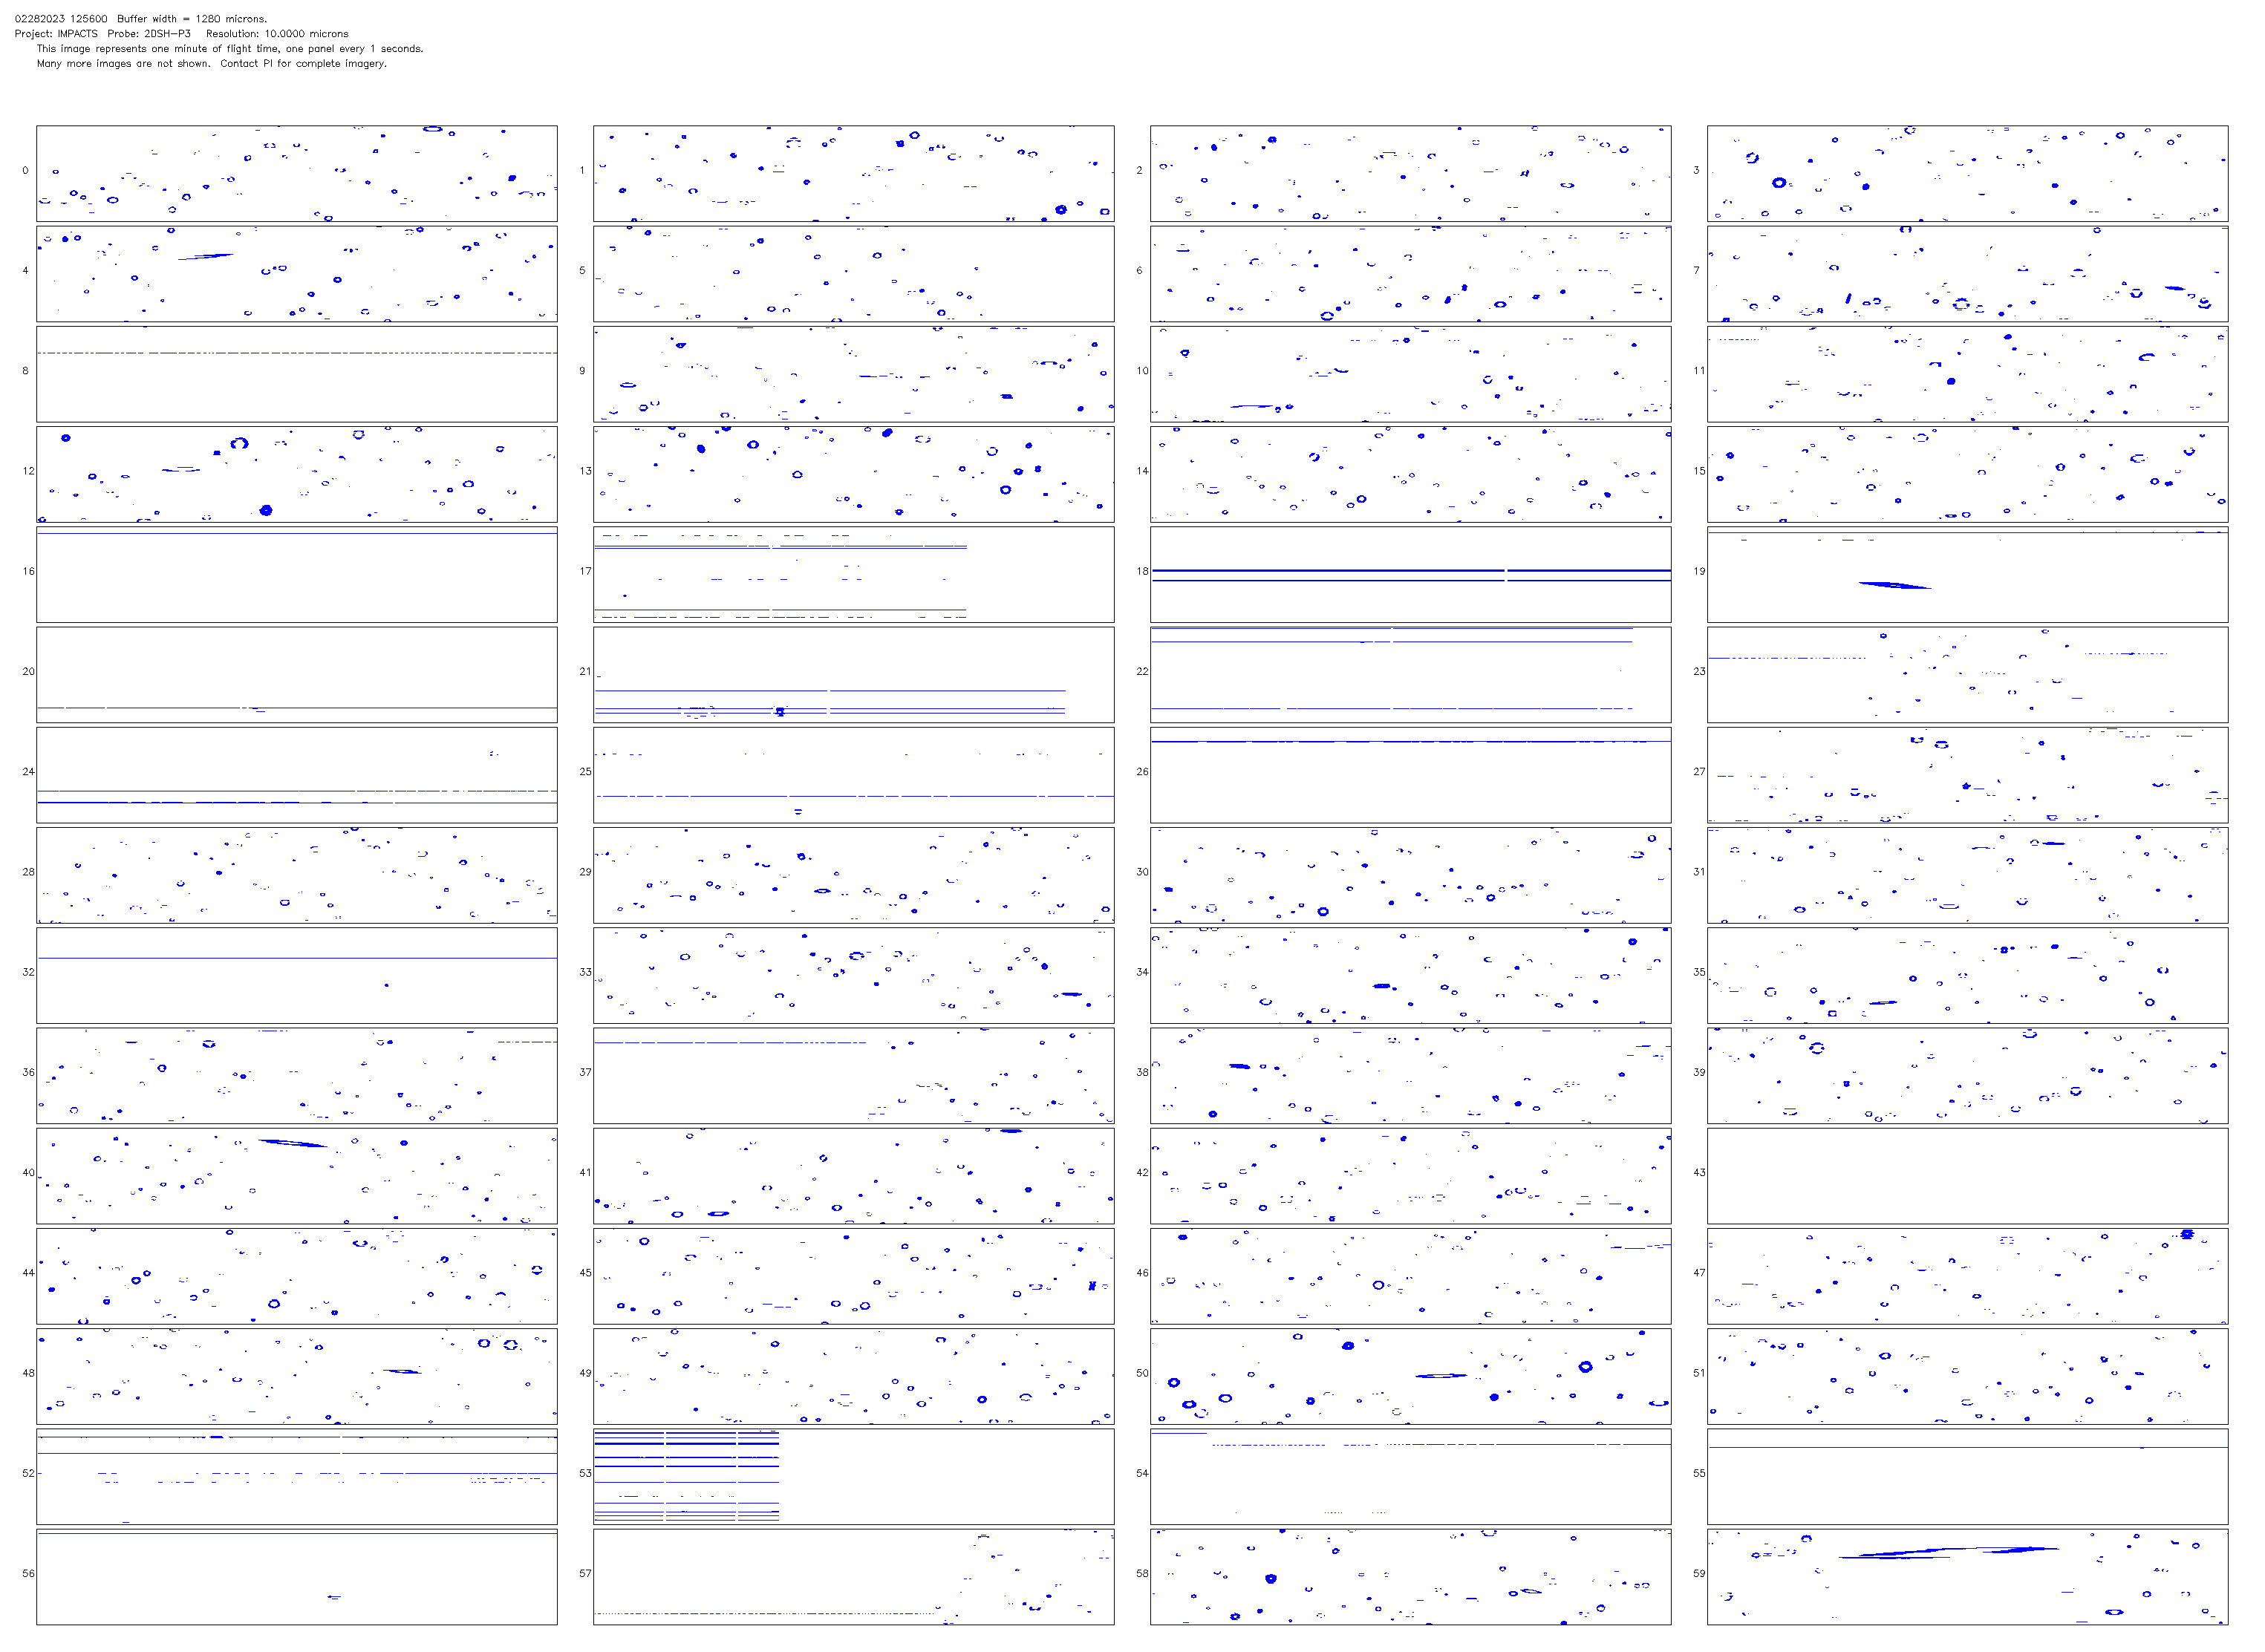 02282023 125600  Buffer width = 1280 microns.
Project: IMPACTS  Probe: 2DSH-P3   Resolution: 10.0000 microns
This image represents one minute of flight time, one panel every 1 seconds.
Many more images are not shown.  Contact PI for complete imagery.
0 1 2 3
4 5 6 7
8 9 10 11
12 13 14 15
16 17 18 19
20 21 22 23
24 25 26 27
28 29 30 31
32 33 34 35
36 37 38 39
40 41 42 43
44 45 46 47
48 49 50 51
52 53 54 55
56 57 58 59